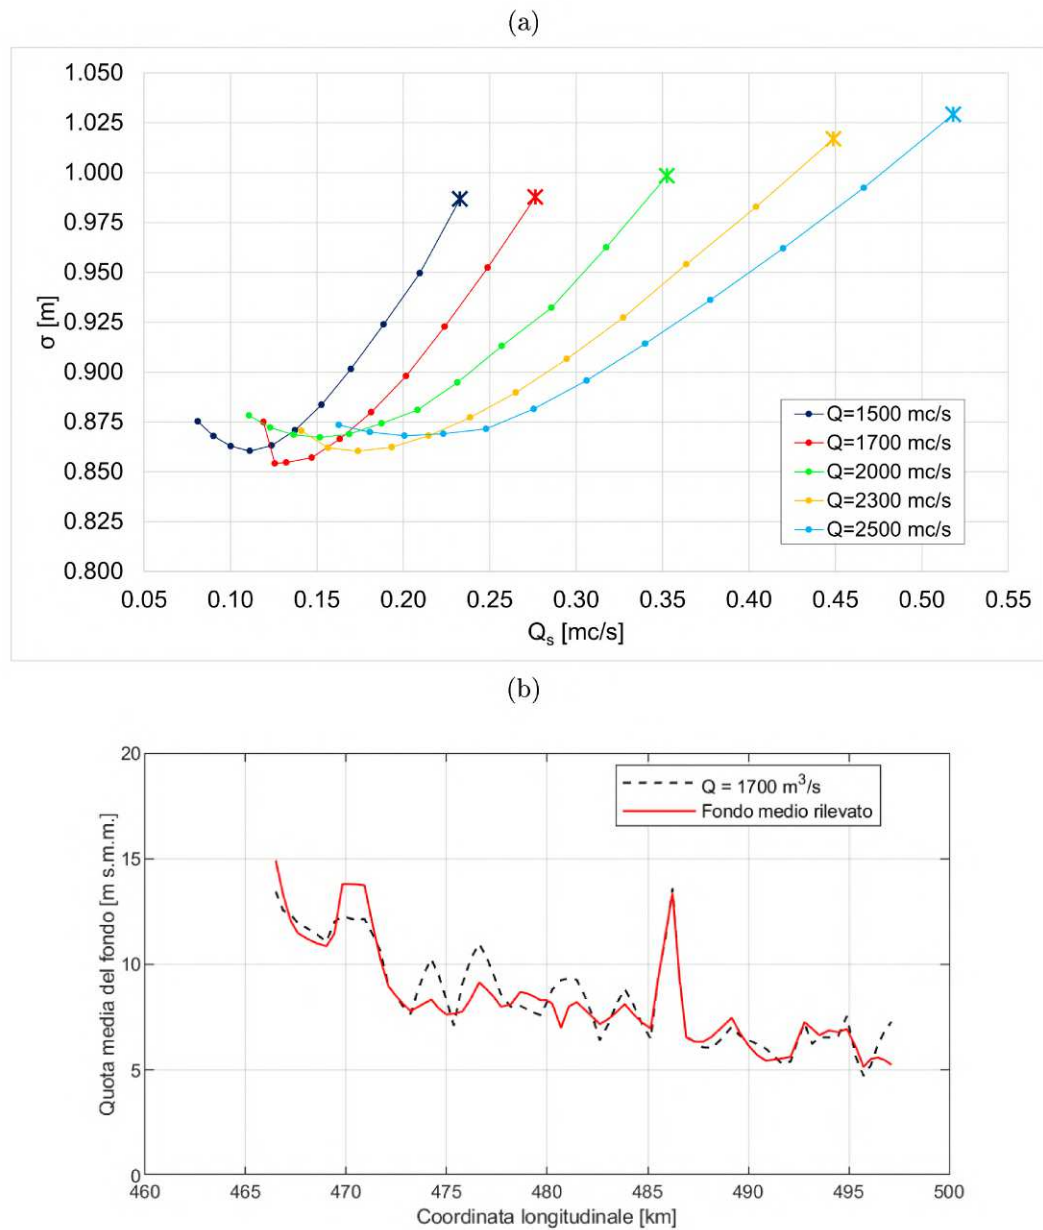 (a)
1.050
1.025
1.000
0.975
0.950
0.925
0.900
0.875
0.850
0.825
0.800
σ [m]
Q=1500 mc/s
Q=1700 mc/s
Q=2000 mc/s
Q=2300 mc/s
Q=2500 mc/s
0.05 0.10 0.15 0.20 0.25 0.30 0.35 0.40 0.45 0.50 0.55
Qs [mc/s]
(b)
20
15
10
5
0
Quota media del fondo [m s.m.m.]
Q = 1700 m³/s
Fondo medio rilevato
460 465 470 475 480 485 490 495 500
Coordinata longitudinale [km]